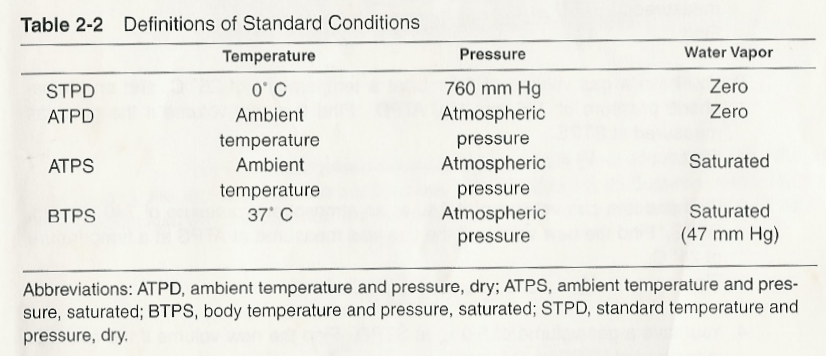 Table 2-2 Definitions of Standard Conditions
Temperature Pressure Water Vapor
STPD 0° C 760 mm Hg Zero
ATPD Ambient Atmospheric Zero
temperature pressure
ATPS Ambient Atmospheric Saturated
temperature pressure
BTPS 37° C Atmospheric Saturated
pressure (47 mm Hg)
Abbreviations: ATPD, ambient temperature and pressure, dry; ATPS, ambient temperature and pres-
sure, saturated; BTPS, body temperature and pressure, saturated; STPD, standard temperature and
pressure, dry.